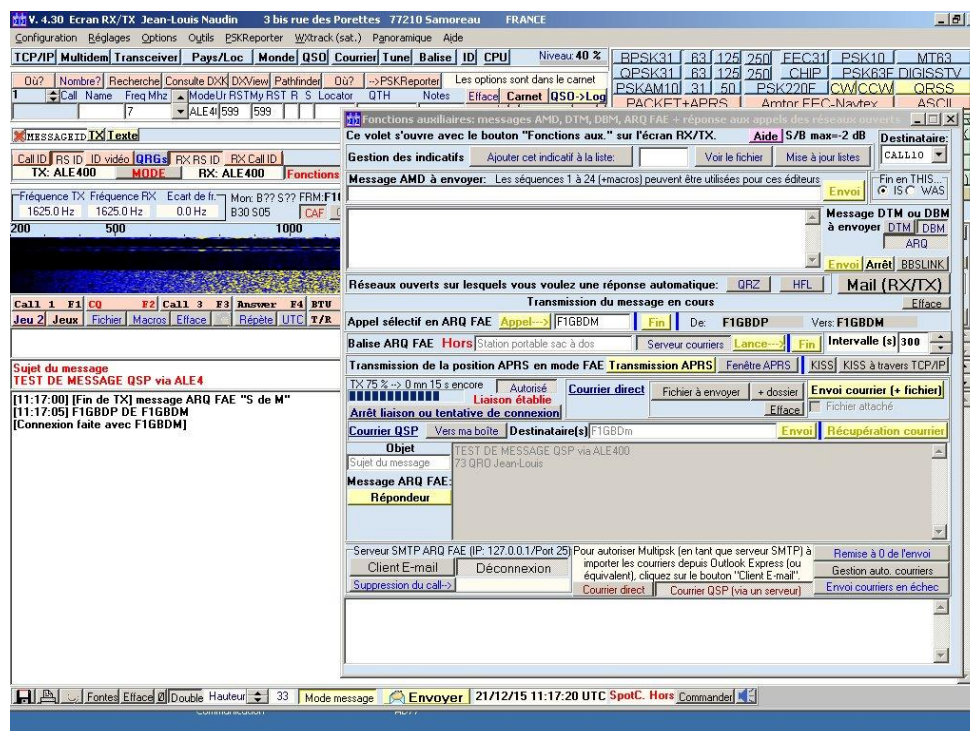 V. 4.30 Ecran RX/TX Jean-Louis Naudin 3 bis rue des Porettes 77210 Samoreau FRANCE
Configuration Réglages Options Outils PSKReporter WXtrack (sat.) Panoramique Aide
TCP/IP Multidem Transceiver Pays/Loc Monde QSO Courrier Tune Balise ID CPU Niveau: 40 %
BPSK31 63 125 250 FEC31 PSK10 MT63
QPSK31 63 125 250 CHIP PSK63F DIGISSTV
Où? Nombre? Recherche Consulte DXK DXView Pathfinder Où? -->PSKReporter Les options sont dans le carnet
PSKAM10 31 50 PSK220F CW CCW QRSS
1 Call Name Freq Mhz Mode Ur RST My RST R S Locator QTH Notes Efface Carnet QSO->Log
PACKET+APRS Amtor FEC-Navtex ASCII
7 ALE4 599 599
Fonctions auxiliaires: messages AMD, DTM, DBM, ARQ FAE + réponse aux appels des réseaux ouverts
MESSAGEID TX Texte
Ce volet s'ouvre avec le bouton "Fonctions aux." sur l'écran RX/TX. Aide S/B max=-2 dB Destinataire:
Call ID RS ID ID vidéo QRGs RX RS ID RX Call ID
Gestion des indicatifs Ajouter cet indicatif à la liste: Voir le fichier Mise à jour listes CALL10
TX: ALE400 MODE RX: ALE400 Fonctions
Message AMD à envoyer: Les séquences 1 à 24 (+macros) peuvent être utilisées pour ces éditeurs Envoi
Fin en THIS...
IS WAS
Fréquence TX Fréquence RX Ecart de fr. Mon: B?? S?? FRM:F1
1625.0 Hz 1625.0 Hz 0.0 Hz B30 S05 CAF
200 500 1000
Message DTM ou DBM
à envoyer DTM DBM
ARQ
Envoi Arrêt BBSLINK
Réseaux ouverts sur lesquels vous voulez une réponse automatique: QRZ HFL Mail (RX/TX)
Call 1 F1 CQ F2 Call 3 F3 Answer F4 BTU
Transmission du message en cours Efface
Jeu 2 Jeux Fichier Macros Efface Répète UTC T/R
Appel sélectif en ARQ FAE Appel---> F1GBDM Fin De: F1GBDP Vers: F1GBDM
Balise ARQ FAE Hors Station portable sac à dos Serveur courriers Lance---> Fin Intervalle (s) 300
Sujet du message
Transmission de la position APRS en mode FAE Transmission APRS Fenêtre APRS KISS KISS à travers TCP/IP
TEST DE MESSAGE QSP via ALE4
TX 75 % --> 0 mn 15 s encore Autorisé Courrier direct Fichier à envoyer + dossier Envoi courrier (+ fichier)
Liaison établie
[11:17:00] [Fin de TX] message ARQ FAE "S de M"
Arrêt liaison ou tentative de connexion Efface Fichier attaché
[11:17:05] F1GBDP DE F1GBDM
[Connexion faite avec F1GBDM]
Courrier QSP Vers ma boîte Destinataire(s) F1GBDm Envoi Récupération courrier
Objet
Sujet du message
TEST DE MESSAGE QSP via ALE400
73 QRO Jean-Louis
Message ARQ FAE:
Répondeur
Serveur SMTP ARQ FAE (IP: 127.0.0.1/Port 25)
Client E-mail Déconnexion
Suppression du call-->
Pour autoriser Multipsk (en tant que serveur SMTP) à
importer les courriers depuis Outlook Express (ou
équivalent), cliquez sur le bouton "Client E-mail".
Courrier direct Courrier QSP (via un serveur)
Remise à 0 de l'envoi
Gestion auto. courriers
Envoi courriers en échec
Fontes Efface Ø Double Hauteur 33 Mode message Envoyer 21/12/15 11:17:20 UTC SpotC. Hors Commander